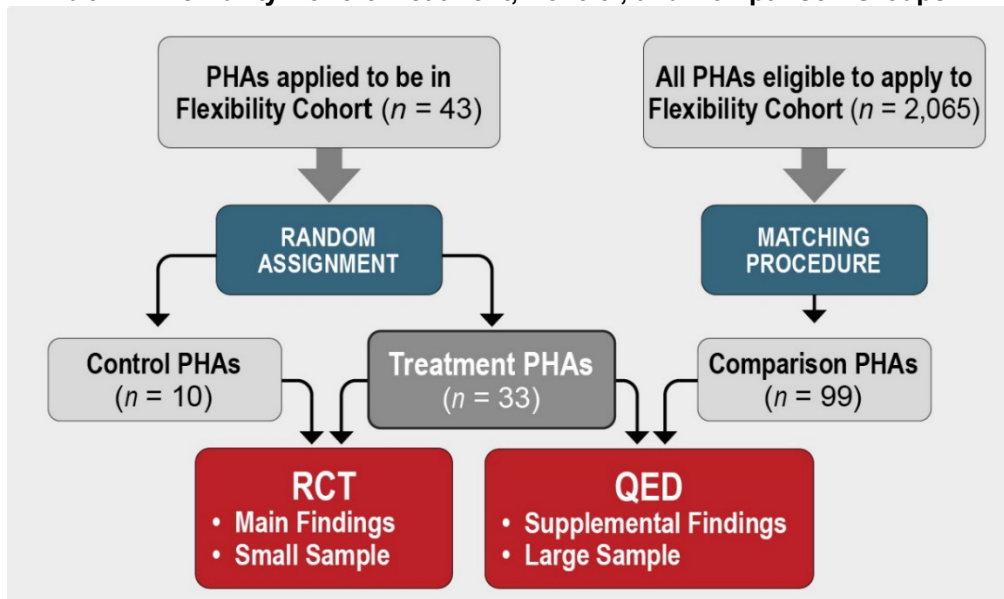 PHAs applied to be in
Flexibility Cohort (n = 43)
All PHAs eligible to apply to
Flexibility Cohort (n = 2,065)
RANDOM
ASSIGNMENT
MATCHING
PROCEDURE
Control PHAs
(n = 10)
Treatment PHAs
(n = 33)
Comparison PHAs
(n = 99)
RCT
• Main Findings
• Small Sample
QED
• Supplemental Findings
• Large Sample